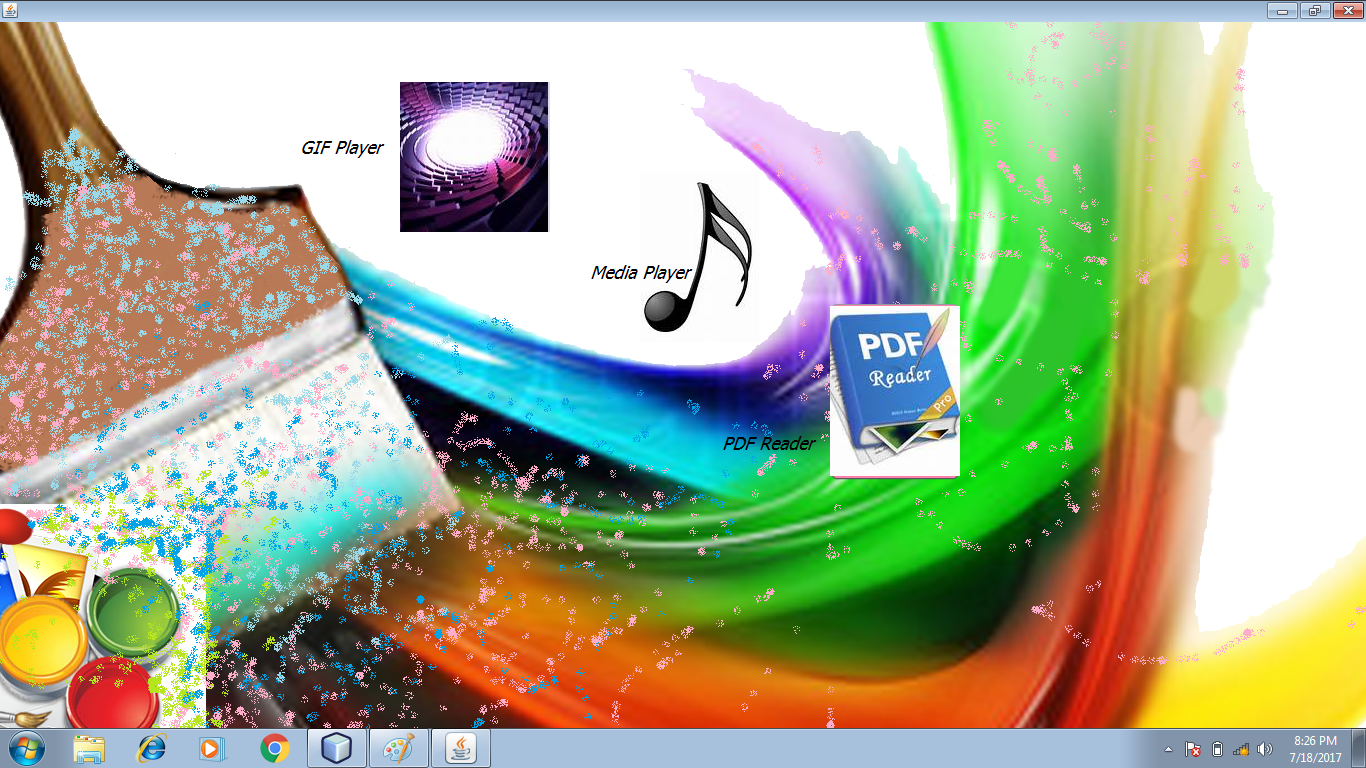 GIF Player
Media Player
PDF
Reader
Pro
PDF Reader
8:26 PM
7/18/2017